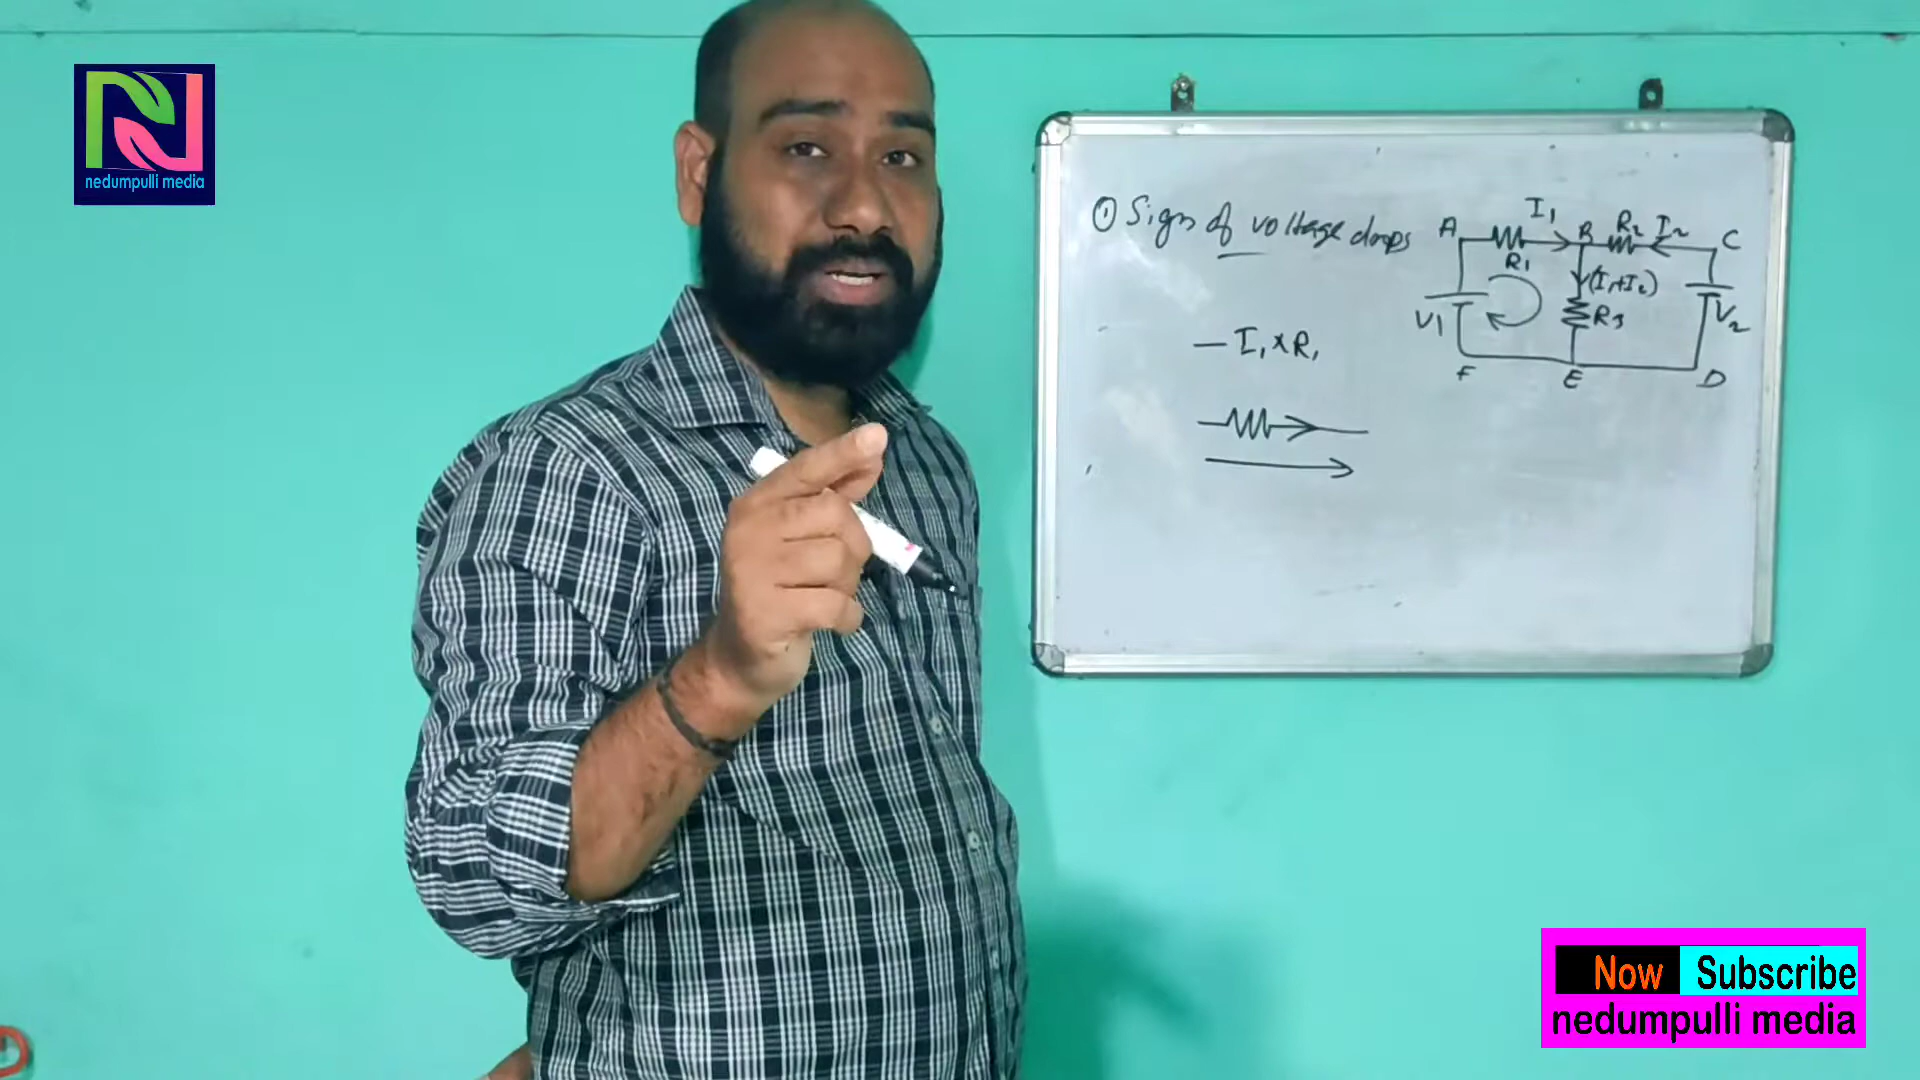 nedumpulli media
① Sign of voltage drops
A I₁ B R₂ I₂ C
R₁
(I₁+I₂)
V1 R3 V₂
F E D
— I₁ × R₁
Now Subscribe
nedumpulli media